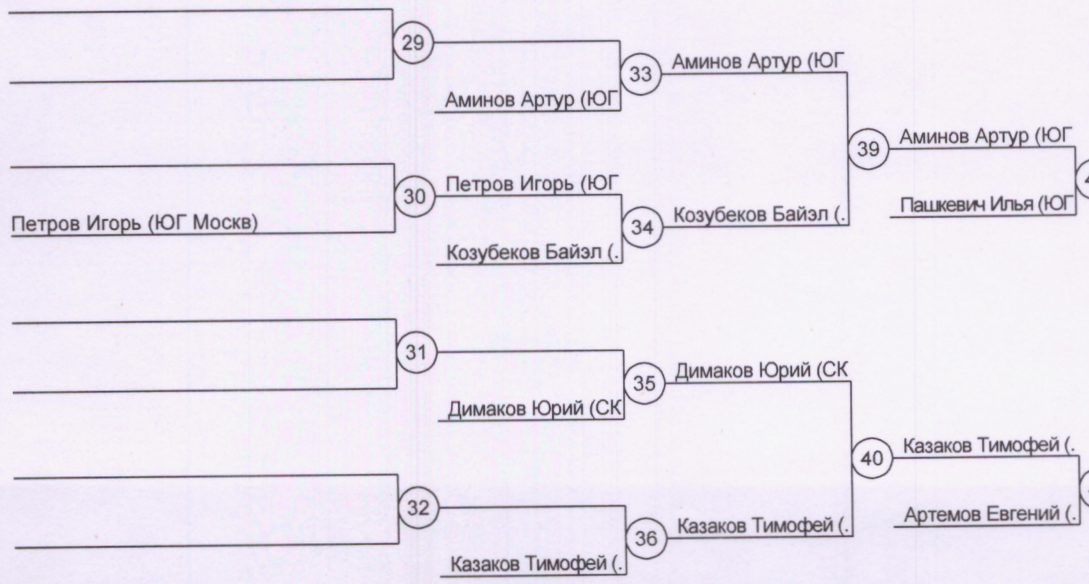 29
Аминов Артур (ЮГ
33
Аминов Артур (ЮГ
39
Аминов Артур (ЮГ
Пашкевич Илья (ЮГ
Петров Игорь (ЮГ Москв)
30
Петров Игорь (ЮГ
Козубеков Байэл (.
34
Козубеков Байэл (.
31
Димаков Юрий (СК
35
Димаков Юрий (СК
40
Казаков Тимофей (.
Артемов Евгений (.
32
Казаков Тимофей (.
36
Казаков Тимофей (.